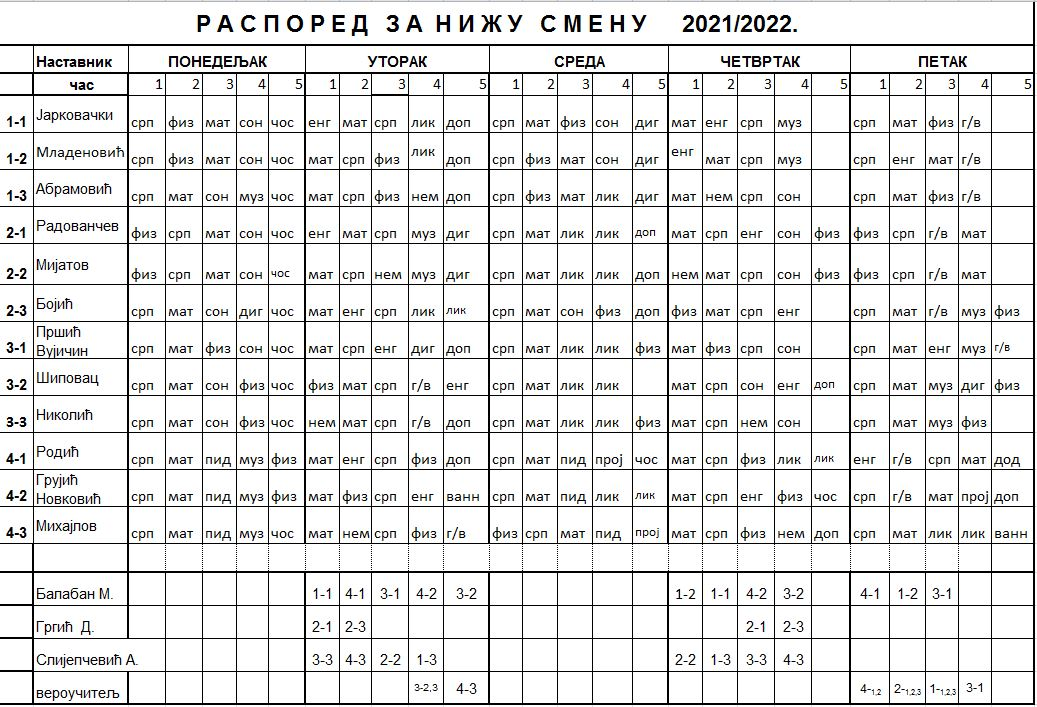 Р А С П О Р Е Д З А Н И Ж У С М Е Н У 2021/2022.
Наставник ПОНЕДЕЉАК УТОРАК СРЕДА ЧЕТВРТАК ПЕТАК
час 1 2 3 4 5 1 2 3 4 5 1 2 3 4 5 1 2 3 4 5 1 2 3 4 5
1-1 Јарковачки срп физ мат сон чос енг мат срп лик доп срп мат физ сон диг мат енг срп муз срп мат физ г/в
1-2 Младеновић срп физ мат сон чос мат срп физ лик доп срп физ мат сон диг енг мат срп муз срп енг мат г/в
1-3 Абрамовић срп мат сон муз чос мат срп физ нем доп срп физ мат лик диг мат нем срп сон срп мат физ г/в
2-1 Радованчев физ срп мат сон чос енг мат срп муз диг срп мат лик лик доп мат срп енг сон физ физ срп г/в мат
2-2 Мијатов физ срп мат сон чос мат срп нем муз диг срп мат лик лик доп нем мат срп сон физ физ срп г/в мат
2-3 Бојић срп мат сон диг чос мат енг срп лик лик срп мат сон физ доп физ мат срп енг срп мат г/в муз физ
3-1 Пршић Вујичин срп мат физ сон чос мат срп енг диг доп срп мат лик лик физ мат физ срп сон срп мат енг муз г/в
3-2 Шиповац срп мат сон физ чос физ мат срп г/в енг срп мат лик лик мат срп сон енг доп срп мат муз диг физ
3-3 Николић срп мат сон физ чос нем мат срп г/в доп срп мат лик лик физ мат срп нем сон срп мат муз физ
4-1 Родић срп мат пид муз физ мат енг срп физ доп срп мат пид прој чос мат срп физ лик лик енг г/в срп мат дод
4-2 Грујић Новковић срп мат пид муз физ мат физ срп енг ванн срп мат пид лик лик мат срп енг физ чос срп г/в мат прој доп
4-3 Михајлов срп мат пид муз чос мат нем срп физ г/в физ срп мат пид прој мат срп физ нем доп срп мат лик лик ванн
Балабан М. 1-1 4-1 3-1 4-2 3-2 1-2 1-1 4-2 3-2 4-1 1-2 3-1
Гргић Д. 2-1 2-3 2-1 2-3
Слијепчевић А. 3-3 4-3 2-2 1-3 2-2 1-3 3-3 4-3
вероучитељ 3-2,3 4-3 4-1,2 2-1,2,3 1-1,2,3 3-1